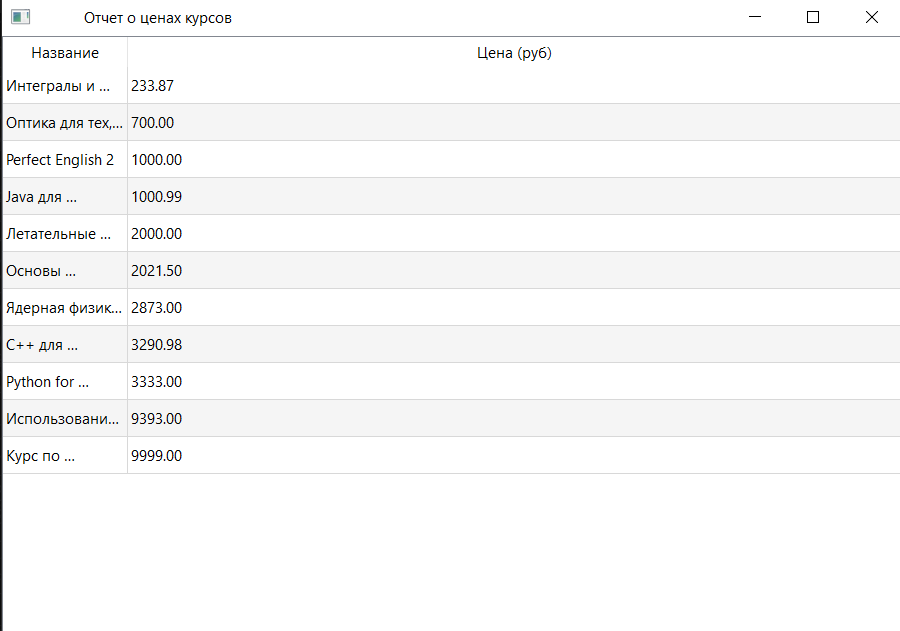 Отчет о ценах курсов
Название Цена (руб)
Интегралы и ... 233.87
Оптика для тех,... 700.00
Perfect English 2 1000.00
Java для ... 1000.99
Летательные ... 2000.00
Основы ... 2021.50
Ядерная физик... 2873.00
C++ для ... 3290.98
Python for ... 3333.00
Использовани... 9393.00
Курс по ... 9999.00